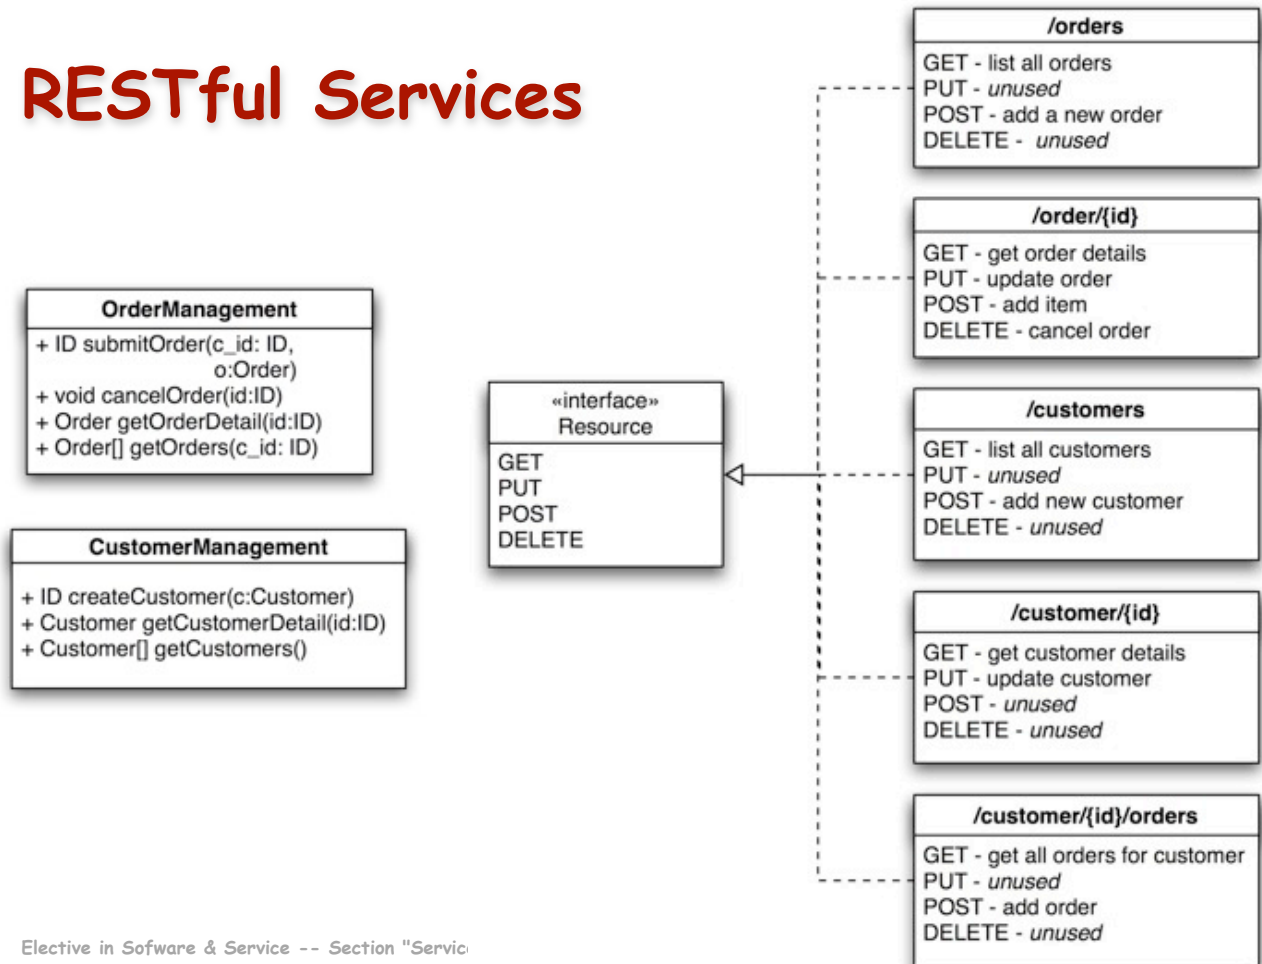 RESTful Services
OrderManagement
+ ID submitOrder(c_id: ID,
o:Order)
+ void cancelOrder(id:ID)
+ Order getOrderDetail(id:ID)
+ Order[] getOrders(c_id: ID)
CustomerManagement
+ ID createCustomer(c:Customer)
+ Customer getCustomerDetail(id:ID)
+ Customer[] getCustomers()
«interface»
Resource
GET
PUT
POST
DELETE
/orders
GET - list all orders
PUT - unused
POST - add a new order
DELETE - unused
/order/{id}
GET - get order details
PUT - update order
POST - add item
DELETE - cancel order
/customers
GET - list all customers
PUT - unused
POST - add new customer
DELETE - unused
/customer/{id}
GET - get customer details
PUT - update customer
POST - unused
DELETE - unused
/customer/{id}/orders
GET - get all orders for customer
PUT - unused
POST - add order
DELETE - unused
Elective in Sofware & Service -- Section